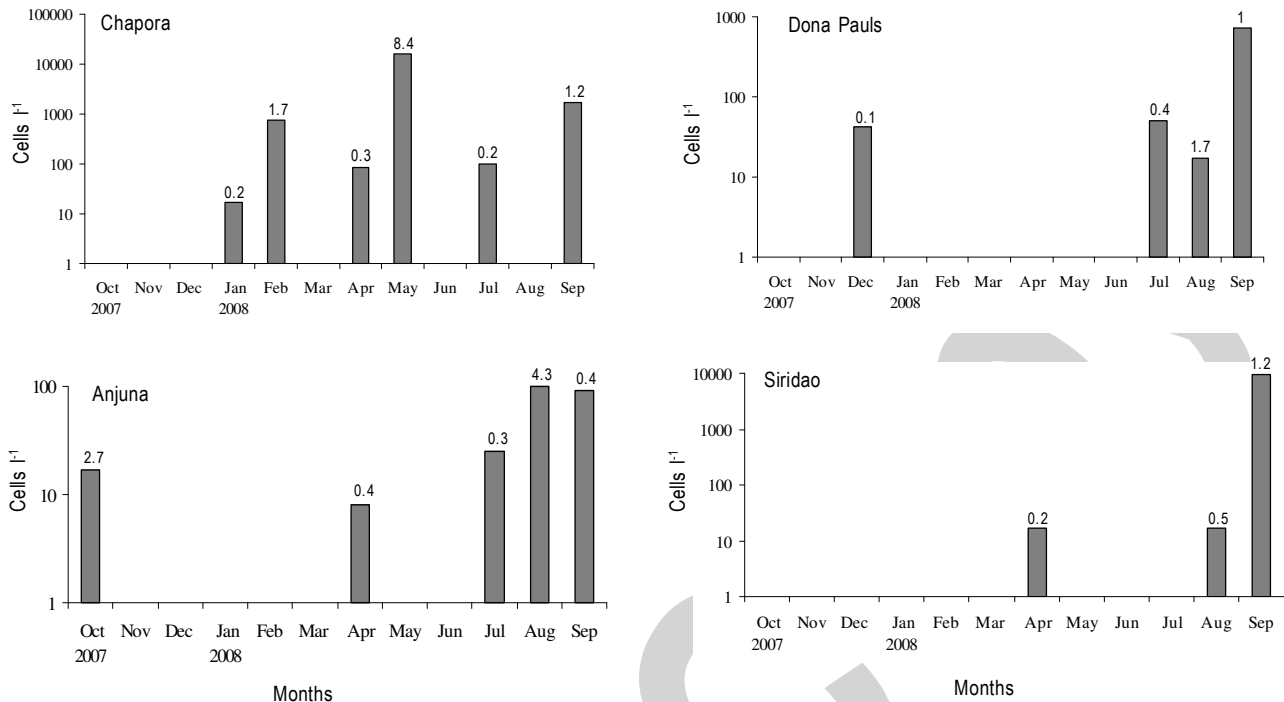 Chapora
Cells l-1
100000
10000
1000
100
10
1
0.2
1.7
0.3
8.4
0.2
1.2
Oct Nov Dec Jan Feb Mar Apr May Jun Jul Aug Sep
2007 2008
Dona Pauls
Cells l-1
1000
100
10
1
0.1
0.4
1.7
1
Oct Nov Dec Jan Feb Mar Apr May Jun Jul Aug Sep
2007 2008
Anjuna
Cells l-1
100
10
1
2.7
0.4
0.3
4.3
0.4
Oct Nov Dec Jan Feb Mar Apr May Jun Jul Aug Sep
2007 2008
Months
Siridao
Cells l-1
10000
1000
100
10
1
0.2
0.5
1.2
Oct Nov Dec Jan Feb Mar Apr May Jun Jul Aug Sep
2007 2008
Months